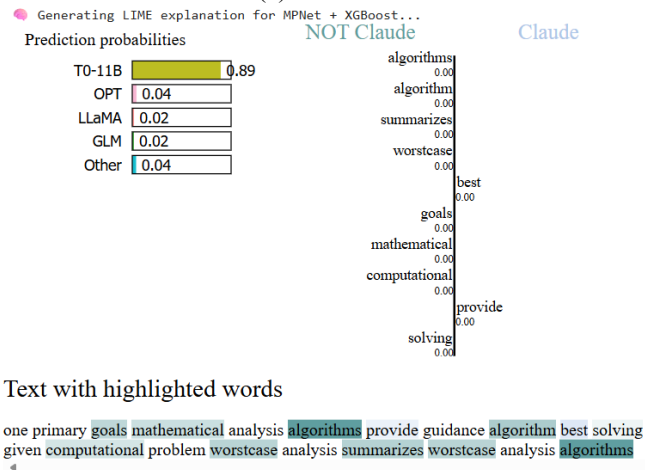 Generating LIME explanation for MPNet + XGBoost...
Prediction probabilities
T0-11B 0.89
OPT 0.04
LLaMA 0.02
GLM 0.02
Other 0.04
NOT Claude Claude
algorithms
0.00
algorithm
0.00
summarizes
0.00
worstcase
0.00
best
0.00
goals
0.00
mathematical
0.00
computational
0.00
provide
0.00
solving
0.00
Text with highlighted words
one primary goals mathematical analysis algorithms provide guidance algorithm best solving
given computational problem worstcase analysis summarizes worstcase analysis algorithms